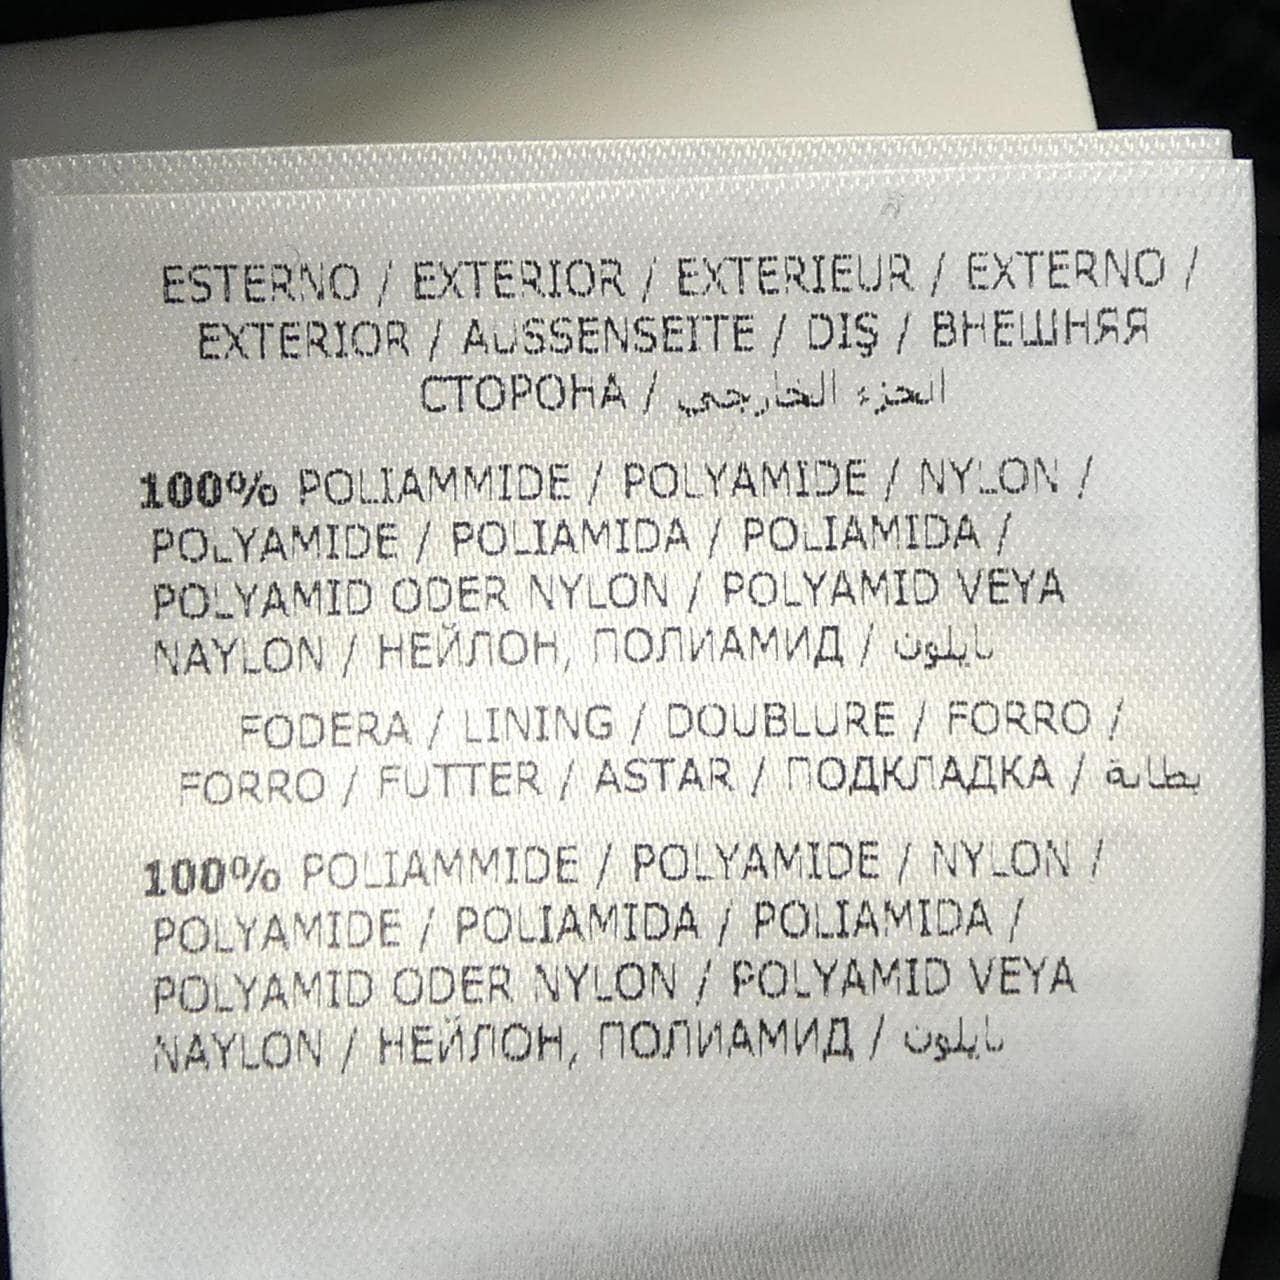 ESTERNO / EXTERIOR / EXTERIEUR / EXTERNO /
EXTERIOR / AUSSENSEITE / DIŞ / ВНЕШНЯЯ
СТОРОНА / الجزء الخارجي
100% POLIAMMIDE / POLYAMIDE / NYLON /
POLYAMIDE / POLIAMIDA / POLIAMIDA /
POLYAMID ODER NYLON / POLYAMID VEYA
NAYLON / НЕЙЛОН, ПОЛИАМИД / نايلون
FODERA / LINING / DOUBLURE / FORRO /
FORRO / FUTTER / ASTAR / ПОДКЛАДКА / بطانة
100% POLIAMMIDE / POLYAMIDE / NYLON /
POLYAMIDE / POLIAMIDA / POLIAMIDA /
POLYAMID ODER NYLON / POLYAMID VEYA
NAYLON / НЕЙЛОН, ПОЛИАМИД / نايلون